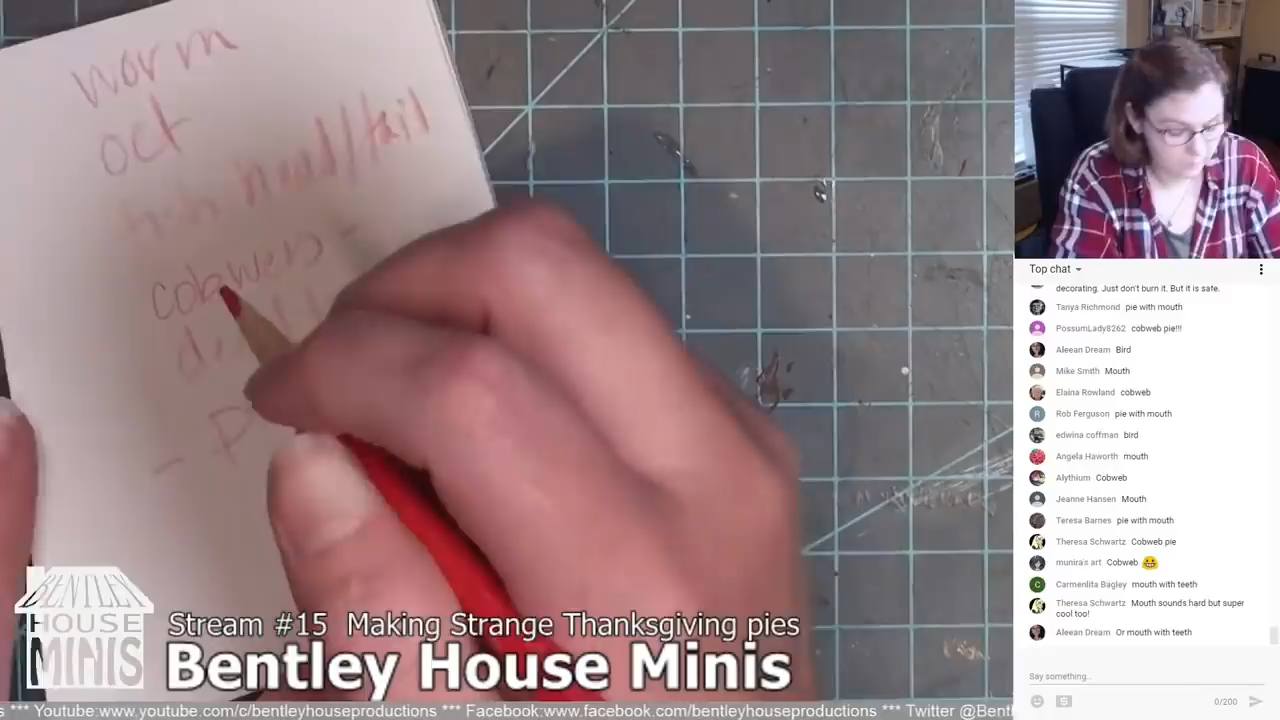 worm
oct
head/tail
Top chat
decorating. Just don't burn it. But it is safe.
Tanya Richmond pie with mouth
PossumLady8262 cobweb pie!!!
Aleean Dream Bird
Mike Smith Mouth
Elaina Rowland cobweb
Rob Ferguson pie with mouth
R
edwina coffman bird
Angela Haworth mouth
Alythium Cobweb
Jeanne Hansen Mouth
Teresa Barnes pie with mouth
Theresa Schwartz Cobweb pie
munira's art Cobweb 😁
Carmenlita Bagley mouth with teeth
C
Theresa Schwartz Mouth sounds hard but super
cool too!
Aleean Dream Or mouth with teeth
Say something...
0/200
BENTLEY
HOUSE
MINIS
Stream #15 Making Strange Thanksgiving pies
Bentley House Minis
s *** Youtube:www.youtube.com/c/bentleyhouseproductions *** Facebook:www.facebook.com/bentleyhouseproductions *** Twitter @Bent